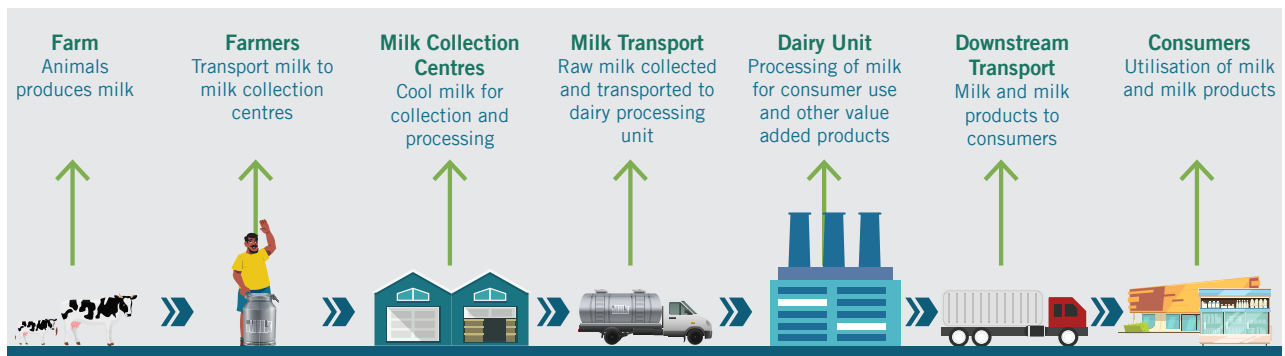 Farm
Animals
produces milk
Farmers
Transport milk to
milk collection
centres
Milk Collection
Centres
Cool milk for
collection and
processing
Milk Transport
Raw milk collected
and transported to
dairy processing
unit
Dairy Unit
Processing of milk
for consumer use
and other value
added products
Downstream
Transport
Milk and milk
products to
consumers
Consumers
Utilisation of milk
and milk products